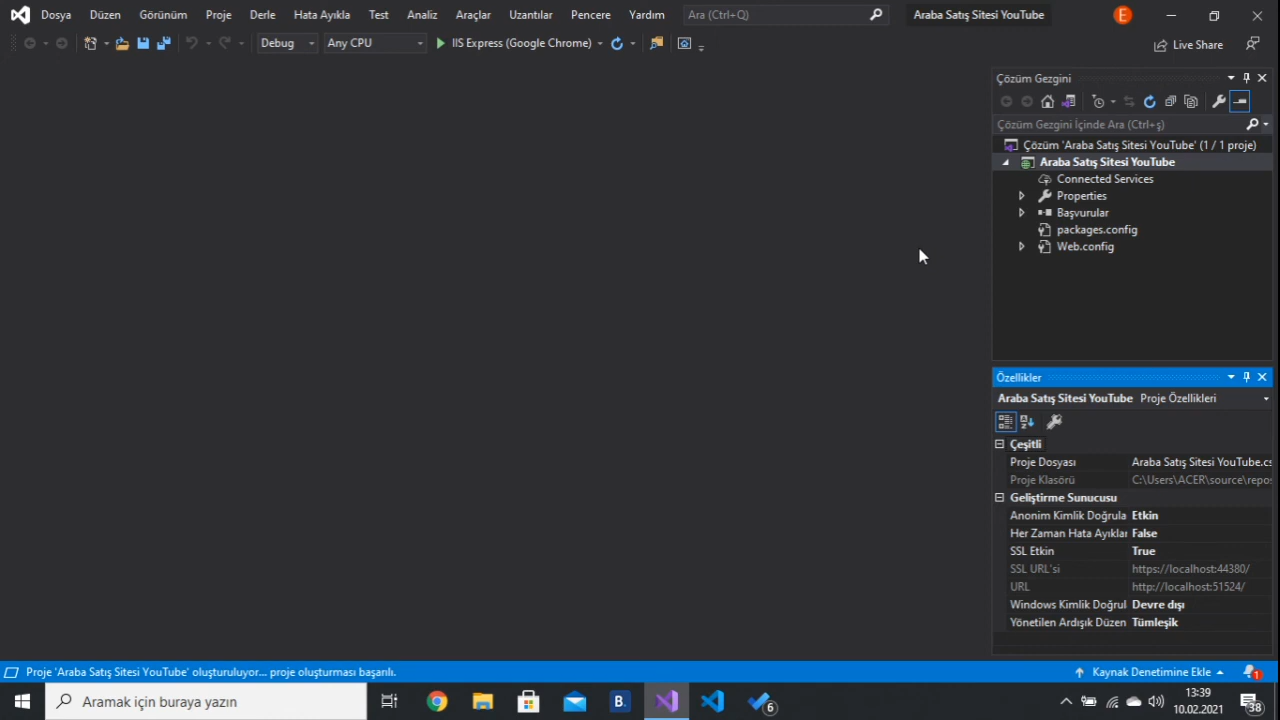 Dosya Düzen Görünüm Proje Derle Hata Ayıkla Test Analiz Araçlar Uzantılar Pencere Yardım Ara (Ctrl+Q) Araba Satış Sitesi YouTube E
Debug Any CPU IIS Express (Google Chrome) Live Share
Çözüm Gezgini
Çözüm Gezgini İçinde Ara (Ctrl+ş)
Çözüm 'Araba Satış Sitesi YouTube' (1 / 1 proje)
Araba Satış Sitesi YouTube
Connected Services
Properties
Başvurular
packages.config
Web.config
Özellikler
Araba Satış Sitesi YouTube Proje Özellikleri
Çeşitli
Proje Dosyası Araba Satış Sitesi YouTube.cs
Proje Klasörü C:\Users\ACER\source\repos
Geliştirme Sunucusu
Anonim Kimlik Doğrula Etkin
Her Zaman Hata Ayıklar False
SSL Etkin True
SSL URL'si https://localhost:44380/
URL http://localhost:51524/
Windows Kimlik Doğrul Devre dışı
Yönetilen Ardışık Düzen Tümleşik
Proje 'Araba Satış Sitesi YouTube' oluşturuluyor... proje oluşturması başarılı. Kaynak Denetimine Ekle 1
Aramak için buraya yazın B. 6 13:39
10.02.2021 38